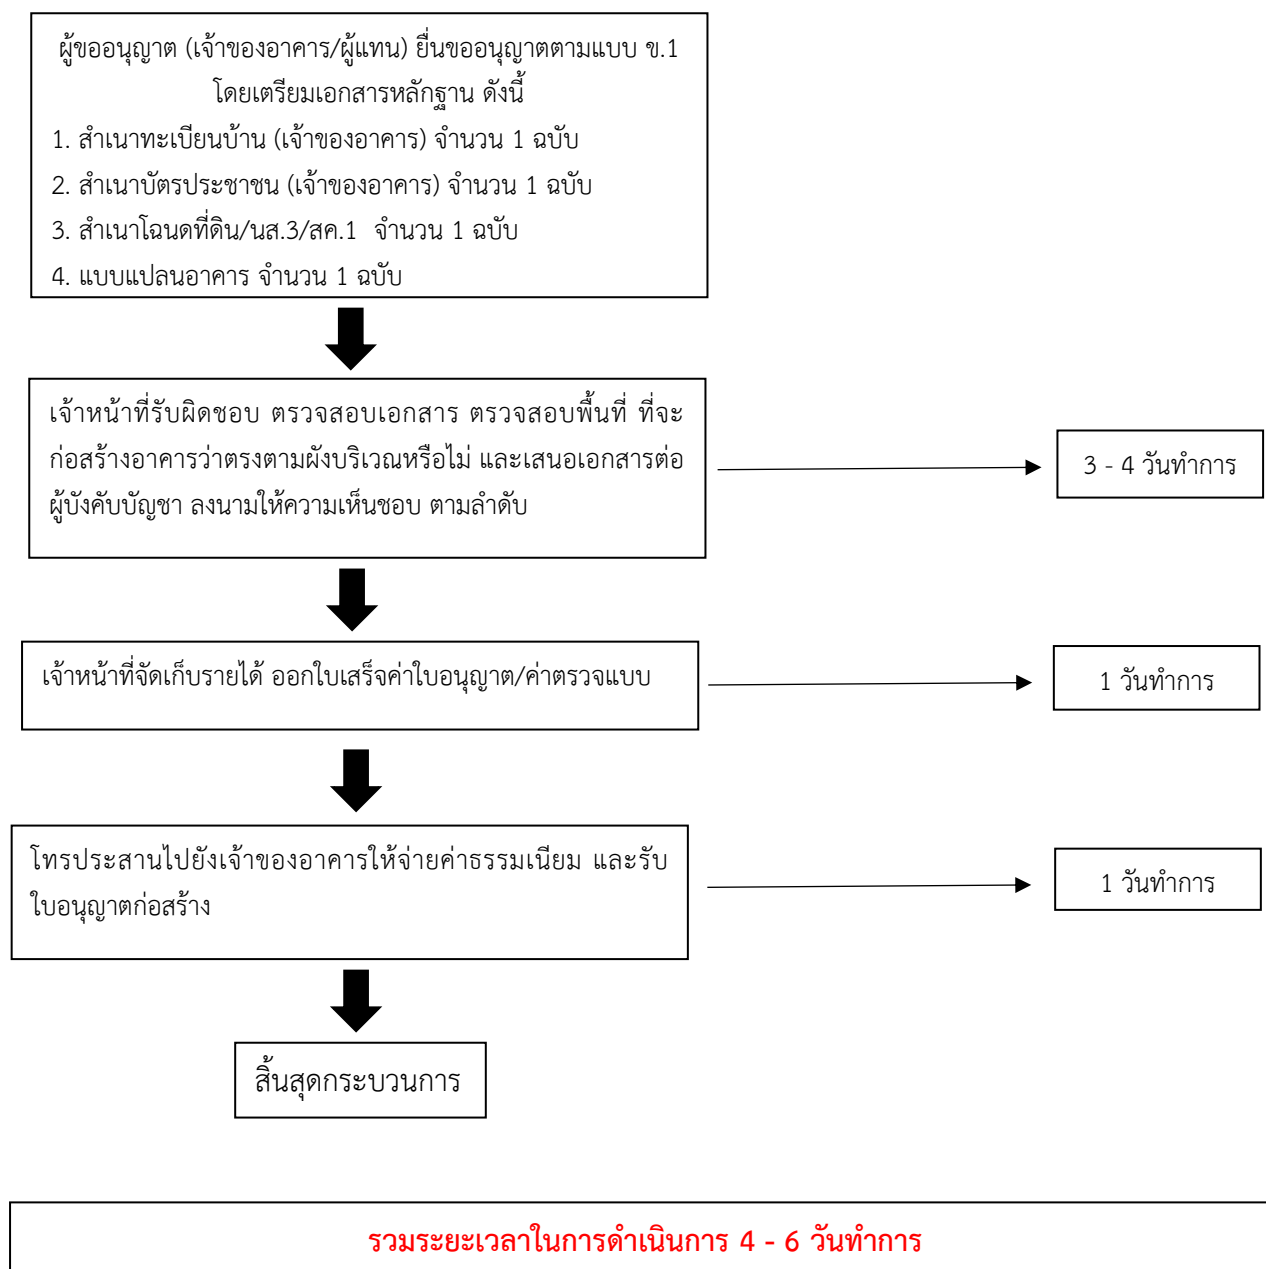 ผู้ขออนุญาต (เจ้าของอาคาร/ผู้แทน) ยื่นขออนุญาตตามแบบ ข.1
โดยเตรียมเอกสารหลักฐาน ดังนี้
1. สำเนาทะเบียนบ้าน (เจ้าของอาคาร) จำนวน 1 ฉบับ
2. สำเนาบัตรประชาชน (เจ้าของอาคาร) จำนวน 1 ฉบับ
3. สำเนาโฉนดที่ดิน/นส.3/สค.1 จำนวน 1 ฉบับ
4. แบบแปลนอาคาร จำนวน 1 ฉบับ
เจ้าหน้าที่รับผิดชอบ ตรวจสอบเอกสาร ตรวจสอบพื้นที่ ที่จะ
ก่อสร้างอาคารว่าตรงตามผังบริเวณหรือไม่ และเสนอเอกสารต่อ
ผู้บังคับบัญชา ลงนามให้ความเห็นชอบ ตามลำดับ
3 - 4 วันทำการ
เจ้าหน้าที่จัดเก็บรายได้ ออกใบเสร็จค่าใบอนุญาต/ค่าตรวจแบบ
1 วันทำการ
โทรประสานไปยังเจ้าของอาคารให้จ่ายค่าธรรมเนียม และรับ
ใบอนุญาตก่อสร้าง
1 วันทำการ
สิ้นสุดกระบวนการ
รวมระยะเวลาในการดำเนินการ 4 - 6 วันทำการ